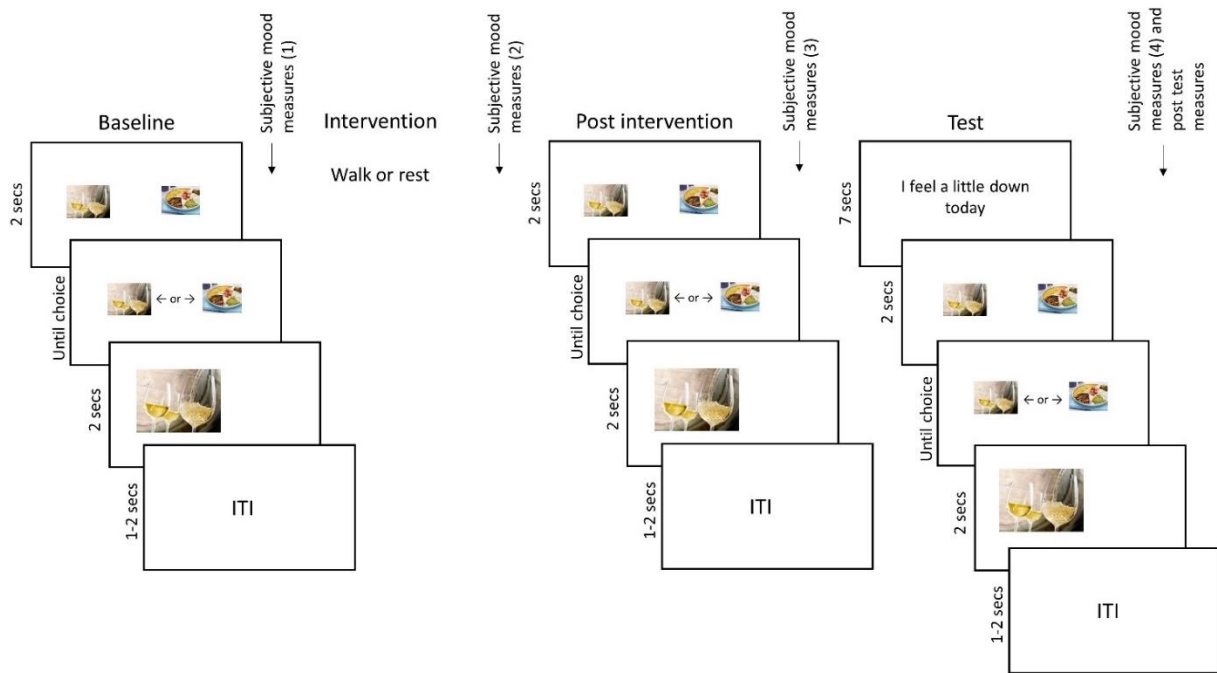 Baseline
Subjective mood
measures (1)
Intervention
Walk or rest
Subjective mood
measures (2)
Post intervention
Subjective mood
measures (3)
Test
Subjective mood
measures (4) and
post test
measures
2 secs
Until choice
← or →
2 secs
1-2 secs
ITI
2 secs
Until choice
← or →
2 secs
1-2 secs
ITI
7 secs
I feel a little down
today
2 secs
Until choice
← or →
2 secs
1-2 secs
ITI